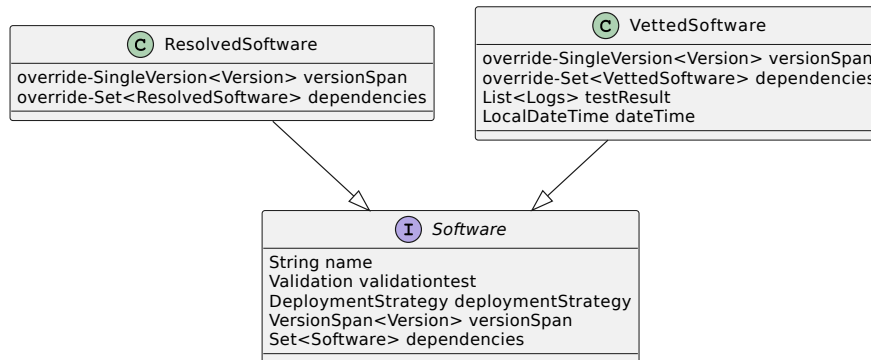 C ResolvedSoftware
override-SingleVersion<Version> versionSpan
override-Set<ResolvedSoftware> dependencies
C VettedSoftware
override-SingleVersion<Version> versionSpan
override-Set<VettedSoftware> dependencies
List<Logs> testResult
LocalDateTime dateTime
I Software
String name
Validation validationtest
DeploymentStrategy deploymentStrategy
VersionSpan<Version> versionSpan
Set<Software> dependencies